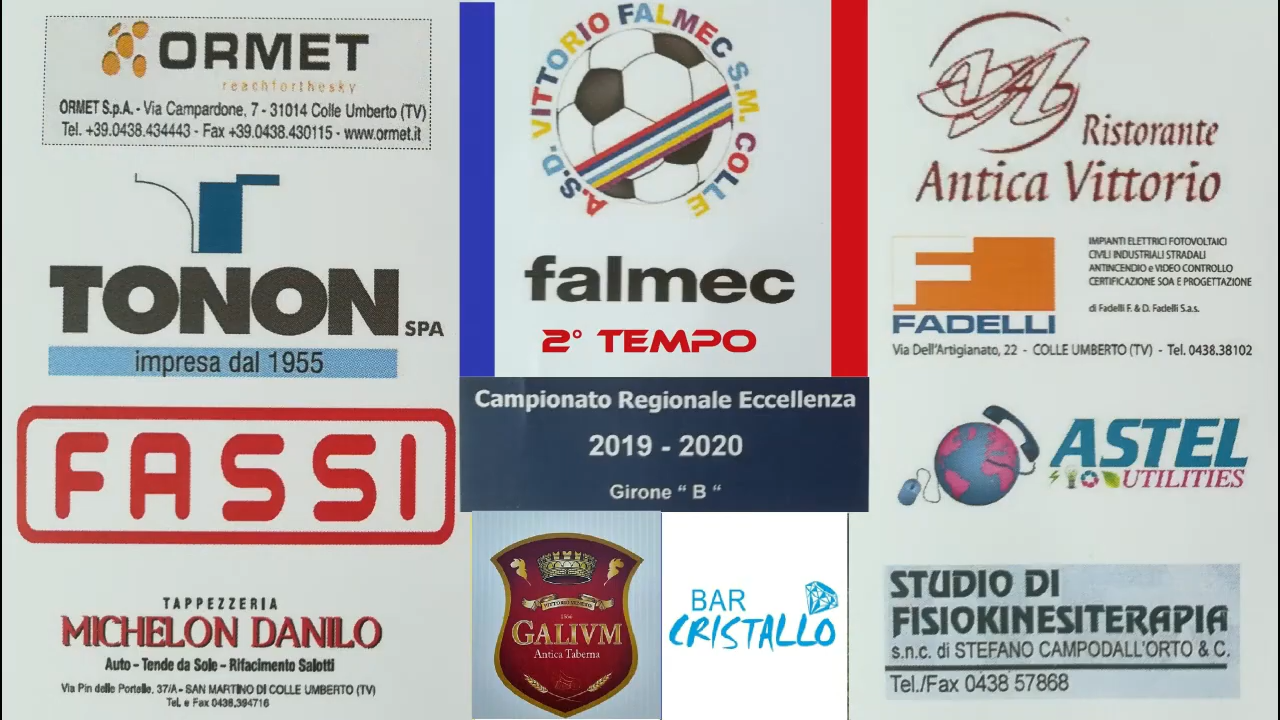 ORMET
reachforthesky
ORMET S.p.A. - Via Campardone, 7 - 31014 Colle Umberto (TV)
Tel. +39.0438.434443 - Fax +39.0438.430115 - www.ormet.it
TONON SPA
impresa dal 1955
FASSI
TAPPEZZERIA
MICHELON DANILO
Auto - Tende da Sole - Rifacimento Salotti
Via Pin delle Portelle, 37/A - SAN MARTINO DI COLLE UMBERTO (TV)
Tel. e Fax 0438.394716
A.S.D. VITTORIO FALMEC S.M. COLLE
falmec
2° TEMPO
Campionato Regionale Eccellenza
2019 - 2020
Girone “ B “
VITTORIO VENETO
GALIVM
Antica Taberna
BAR
CRISTALLO
Ristorante
Antica Vittorio
F
FADELLI
IMPIANTI ELETTRICI FOTOVOLTAICI
CIVILI INDUSTRIALI STRADALI
ANTINCENDIO e VIDEO CONTROLLO
CERTIFICAZIONE SOA E PROGETTAZIONE
di Fadelli F. & D. Fadelli S.a.s.
Via Dell'Artigianato, 22 - COLLE UMBERTO (TV) - Tel. 0438.38102
ASTEL
UTILITIES
STUDIO DI
FISIOKINESITERAPIA
s.n.c. di STEFANO CAMPODALL'ORTO & C.
Tel./Fax 0438 57868